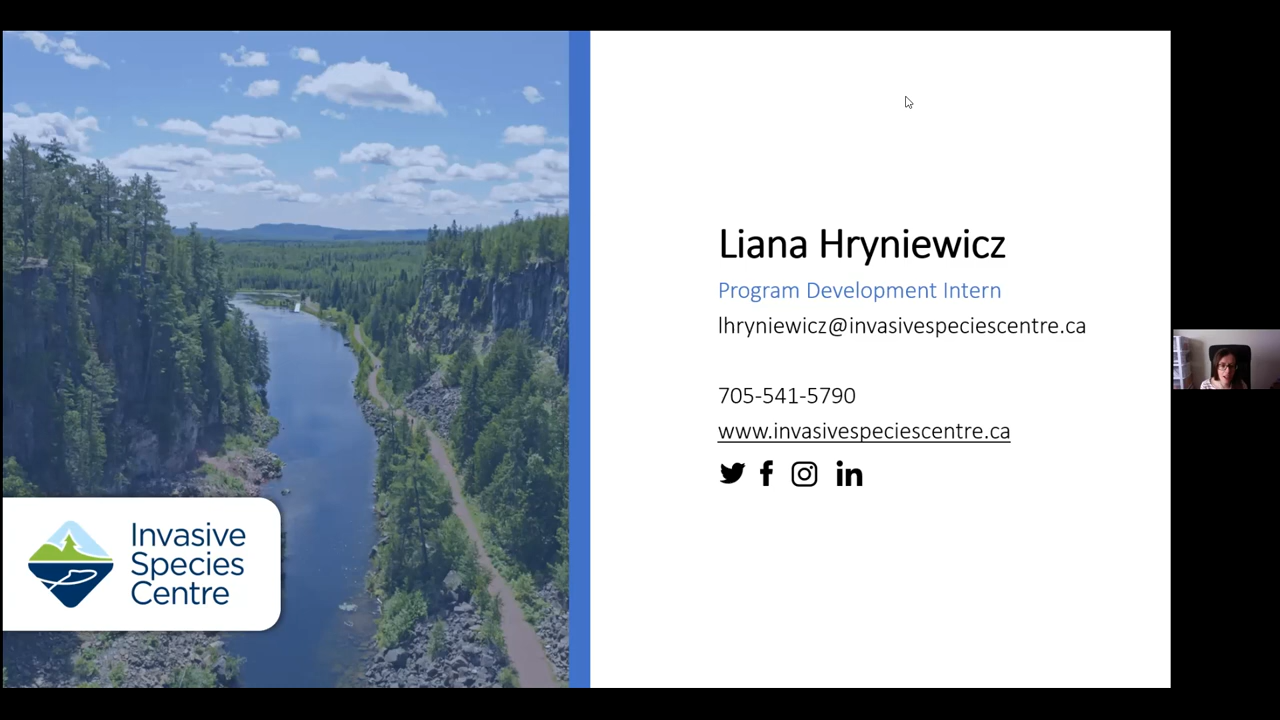 Liana Hryniewicz
Program Development Intern
lhryniewicz@invasivespeciescentre.ca
705-541-5790
www.invasivespeciescentre.ca
Invasive
Species
Centre